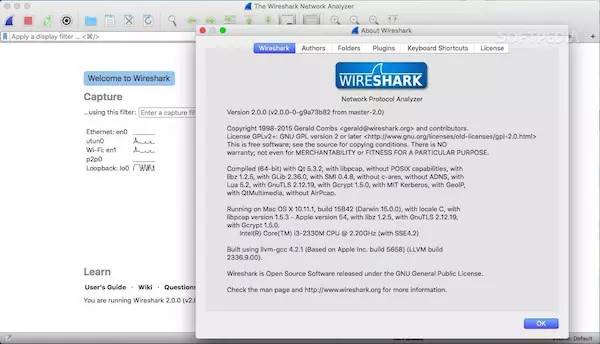 The Wireshark Network Analyzer
Apply a display filter ... <⌘/>
Welcome to Wireshark
Capture
...using this filter: Enter a capture fil
Ethernet: en0
utun0
Wi-Fi: en1
p2p0
Loopback: lo0
Learn
User's Guide · Wiki · Questions
You are running Wireshark 2.0.0 (v2.0
About Wireshark
SOFTPEDIA
Wireshark
Authors
Folders
Plugins
Keyboard Shortcuts
License
WIRESHARK
Network Protocol Analyzer
Version 2.0.0 (v2.0.0-0-g9a73b82 from master-2.0)
Copyright 1998-2015 Gerald Combs <gerald@wireshark.org> and contributors.
License GPLv2+: GNU GPL version 2 or later <http://www.gnu.org/licenses/old-licenses/gpl-2.0.html>
This is free software; see the source for copying conditions. There is NO
warranty; not even for MERCHANTABILITY or FITNESS FOR A PARTICULAR PURPOSE.
Compiled (64-bit) with Qt 5.3.2, with libpcap, without POSIX capabilities, with
libz 1.2.5, with GLib 2.36.0, with SMI 0.4.8, without c-ares, without ADNS, with
Lua 5.2, with GnuTLS 2.12.19, with Gcrypt 1.5.0, with MIT Kerberos, with GeoIP,
with QtMultimedia, without AirPcap.
Running on Mac OS X 10.11.1, build 15B42 (Darwin 15.0.0), with locale C, with
libpcap version 1.5.3 - Apple version 54, with libz 1.2.5, with GnuTLS 2.12.19,
with Gcrypt 1.5.0.
Intel(R) Core(TM) i3-2330M CPU @ 2.20GHz (with SSE4.2)
Built using llvm-gcc 4.2.1 (Based on Apple Inc. build 5658) (LLVM build
2336.9.00).
Wireshark is Open Source Software released under the GNU General Public License.
Check the man page and http://www.wireshark.org for more information.
OK
Default